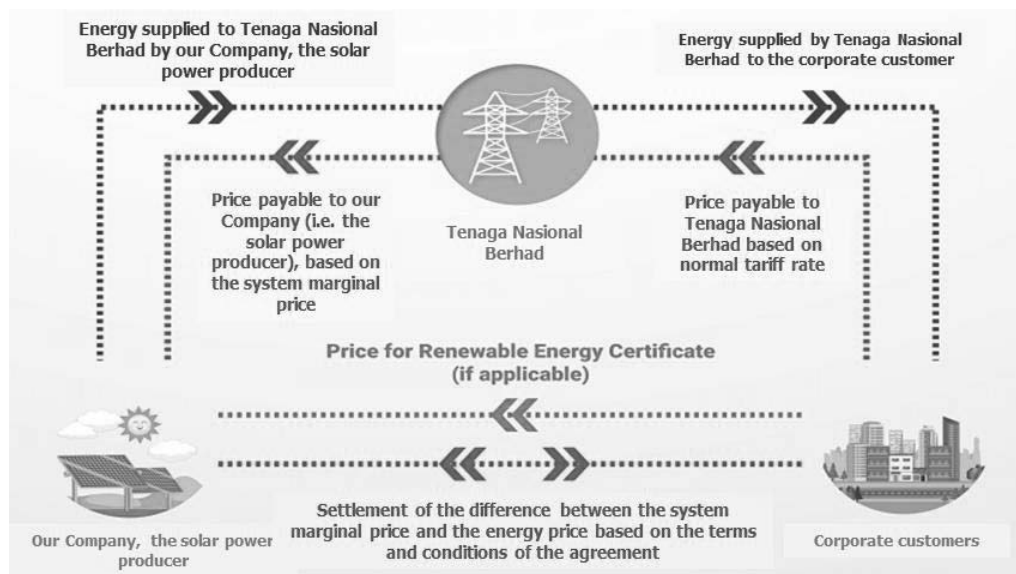 Energy supplied to Tenaga Nasional
Berhad by our Company, the solar
power producer
Energy supplied by Tenaga Nasional
Berhad to the corporate customer
Price payable to our
Company (i.e. the
solar power
producer), based on
the system marginal
price
Tenaga Nasional
Berhad
Price payable to
Tenaga Nasional
Berhad based on
normal tariff rate
Price for Renewable Energy Certificate
(if applicable)
Settlement of the difference between the system
marginal price and the energy price based on the terms
and conditions of the agreement
Our Company, the solar power
producer
Corporate customers